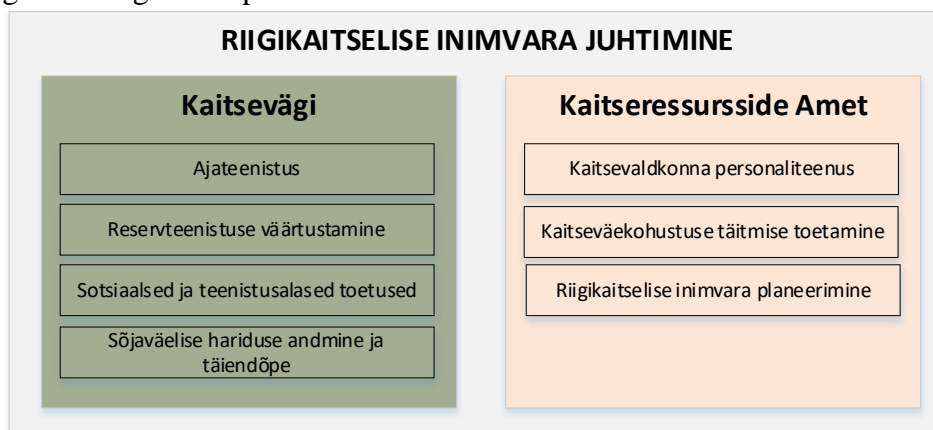 RIIGIKAITSELISE INIMVARA JUHTIMINE
Kaitsevägi
Ajateenistus
Reservteenistuse väärtustamine
Sotsiaalsed ja teenistusalased toetused
Sõjaväelise hariduse andmine ja
täiendõpe
Kaitseressursside Amet
Kaitsevaldkonna personaliteenus
Kaitseväekohustuse täitmise toetamine
Riigikaitselise inimvara planeerimine